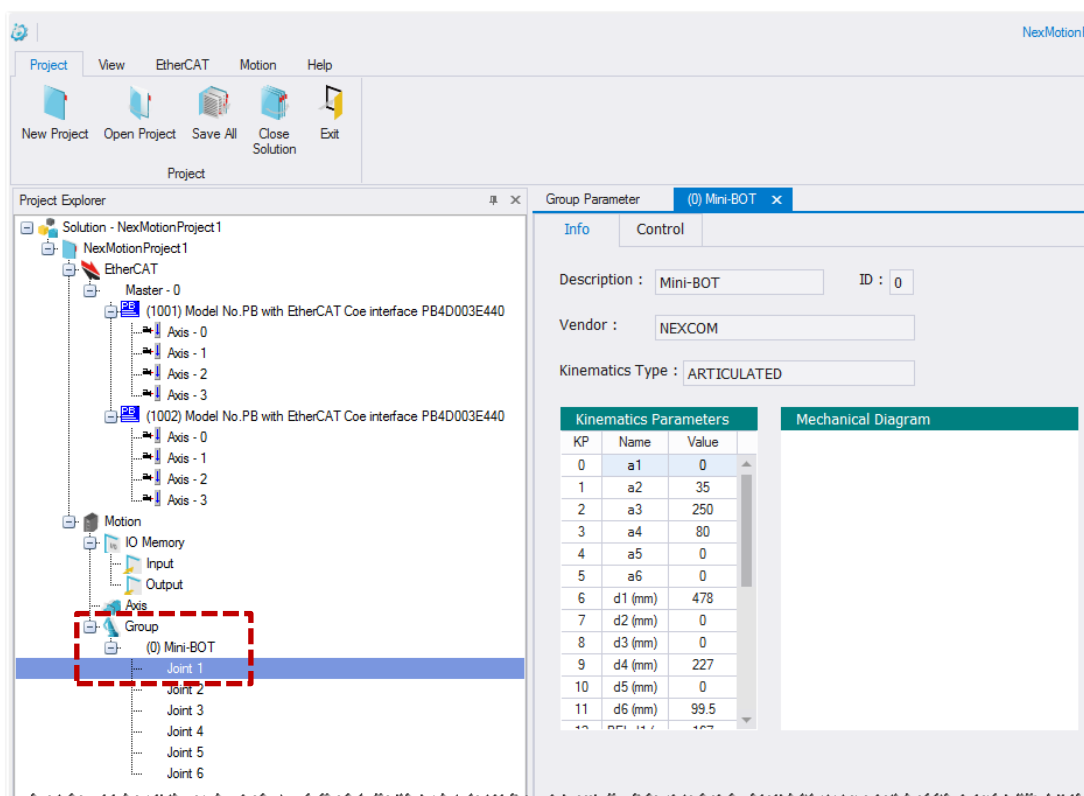 NexMotion
Project View EtherCAT Motion Help
New Project Open Project Save All Close Solution Exit
Project
Project Explorer
Solution - NexMotionProject1
NexMotionProject1
EtherCAT
Master - 0
PB (1001) Model No.PB with EtherCAT Coe interface PB4D003E440
Axis - 0
Axis - 1
Axis - 2
Axis - 3
PB (1002) Model No.PB with EtherCAT Coe interface PB4D003E440
Axis - 0
Axis - 1
Axis - 2
Axis - 3
Motion
IO Memory
Input
Output
Axis
Group
(0) Mini-BOT
Joint 1
Joint 2
Joint 3
Joint 4
Joint 5
Joint 6
Group Parameter (0) Mini-BOT
Info Control
Description : Mini-BOT ID : 0
Vendor : NEXCOM
Kinematics Type : ARTICULATED
Kinematics Parameters
KP Name Value
0 a1 0
1 a2 35
2 a3 250
3 a4 80
4 a5 0
5 a6 0
6 d1 (mm) 478
7 d2 (mm) 0
8 d3 (mm) 0
9 d4 (mm) 227
10 d5 (mm) 0
11 d6 (mm) 99.5
Mechanical Diagram